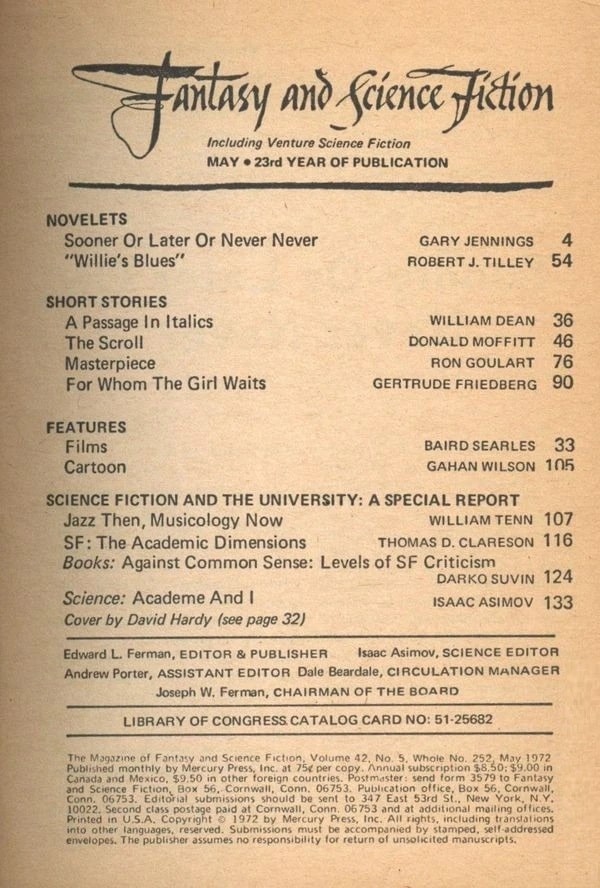 Fantasy and Science Fiction
Including Venture Science Fiction
MAY • 23rd YEAR OF PUBLICATION
NOVELETS
Sooner Or Later Or Never Never GARY JENNINGS 4
"Willie's Blues" ROBERT J. TILLEY 54
SHORT STORIES
A Passage In Italics WILLIAM DEAN 36
The Scroll DONALD MOFFITT 46
Masterpiece RON GOULART 76
For Whom The Girl Waits GERTRUDE FRIEDBERG 90
FEATURES
Films BAIRD SEARLES 33
Cartoon GAHAN WILSON 105
SCIENCE FICTION AND THE UNIVERSITY: A SPECIAL REPORT
Jazz Then, Musicology Now WILLIAM TENN 107
SF: The Academic Dimensions THOMAS D. CLARESON 116
Books: Against Common Sense: Levels of SF Criticism
DARKO SUVIN 124
Science: Academe And I ISAAC ASIMOV 133
Cover by David Hardy (see page 32)
Edward L. Ferman, EDITOR & PUBLISHER Isaac Asimov, SCIENCE EDITOR
Andrew Porter, ASSISTANT EDITOR Dale Beardale, CIRCULATION MANAGER
Joseph W. Ferman, CHAIRMAN OF THE BOARD
LIBRARY OF CONGRESS CATALOG CARD NO: 51-25682
The Magazine of Fantasy and Science Fiction, Volume 42, No. 5, Whole No. 252, May 1972
Published monthly by Mercury Press, Inc. at 75¢ per copy. Annual subscription $8.50; $9.00 in
Canada and Mexico, $9.50 in other foreign countries. Postmaster: send form 3579 to Fantasy
and Science Fiction, Box 56, Cornwall, Conn. 06753. Publication office, Box 56, Cornwall,
Conn. 06753. Editorial submissions should be sent to 347 East 53rd St., New York, N.Y.
10022. Second class postage paid at Cornwall, Conn. 06753 and at additional mailing offices.
Printed in U.S.A. Copyright © 1972 by Mercury Press, Inc. All rights, including translations
into other languages, reserved. Submissions must be accompanied by stamped, self-addressed
envelopes. The publisher assumes no responsibility for return of unsolicited manuscripts.